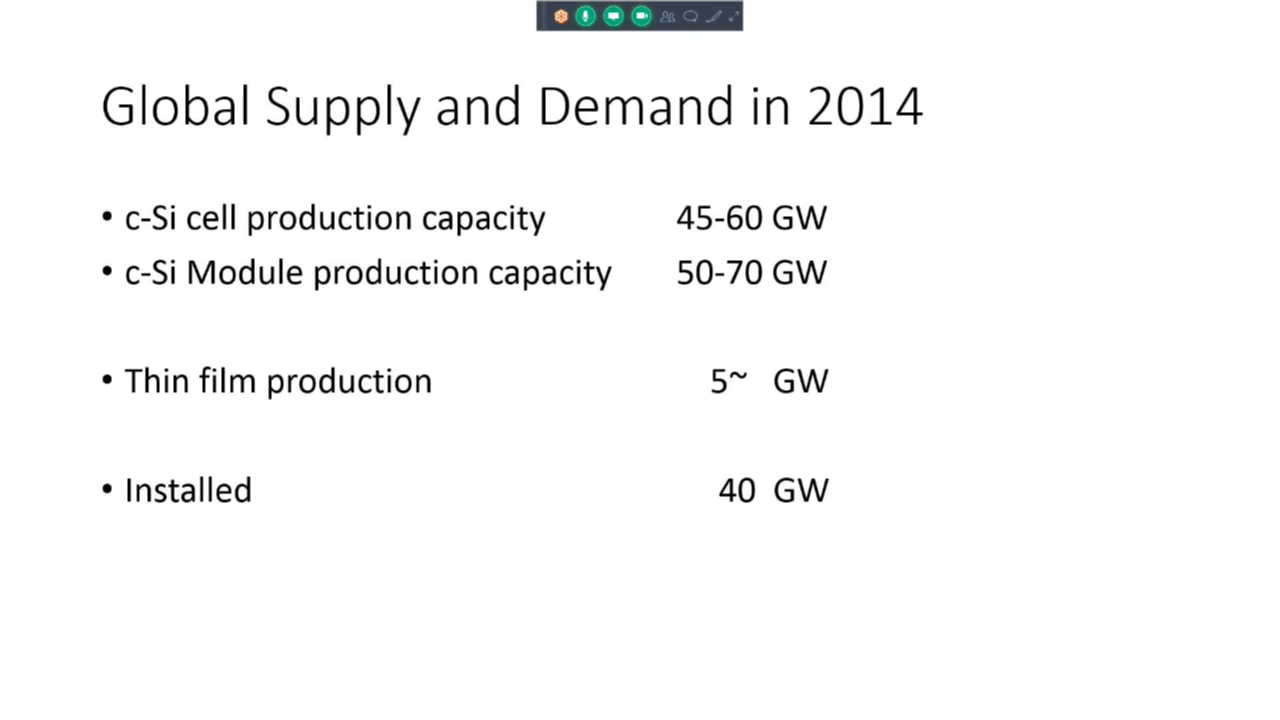 Global Supply and Demand in 2014
• c-Si cell production capacity 45-60 GW
• c-Si Module production capacity 50-70 GW
• Thin film production 5~ GW
• Installed 40 GW